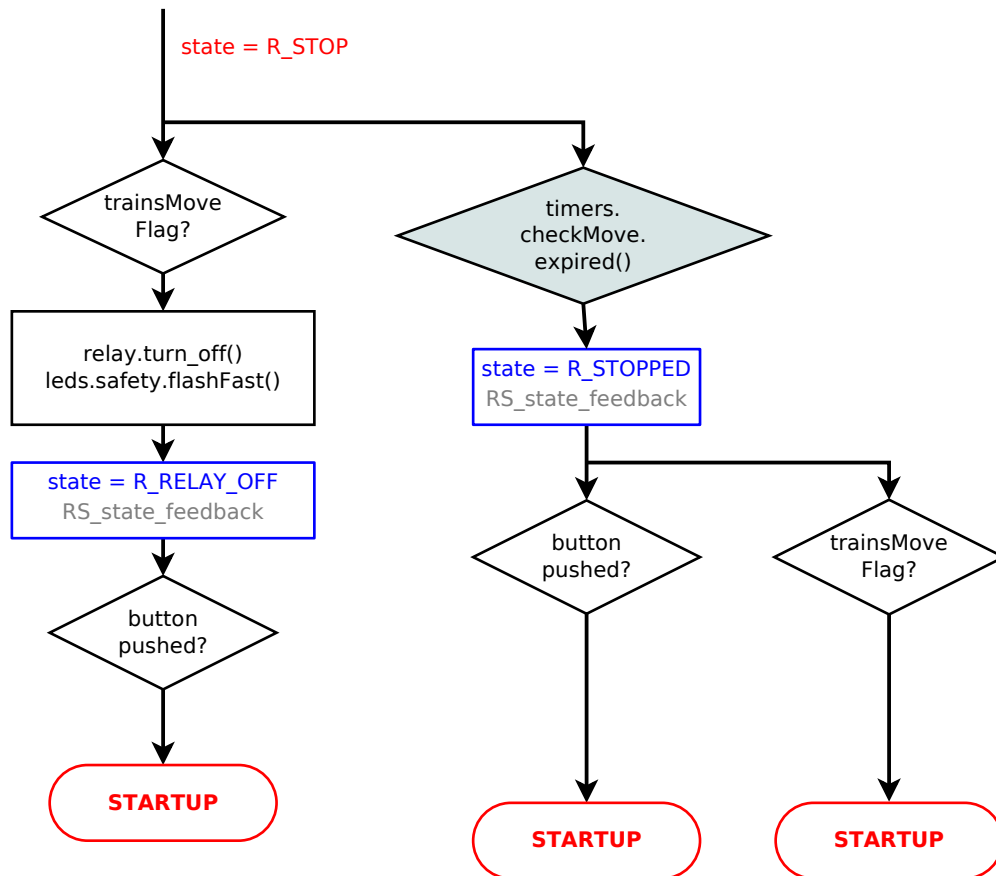 state = R_STOP
trainsMove
Flag?
timers.
checkMove.
expired()
relay.turn_off()
leds.safety.flashFast()
state = R_STOPPED
RS_state_feedback
state = R_RELAY_OFF
RS_state_feedback
button
pushed?
trainsMove
Flag?
button
pushed?
STARTUP
STARTUP
STARTUP